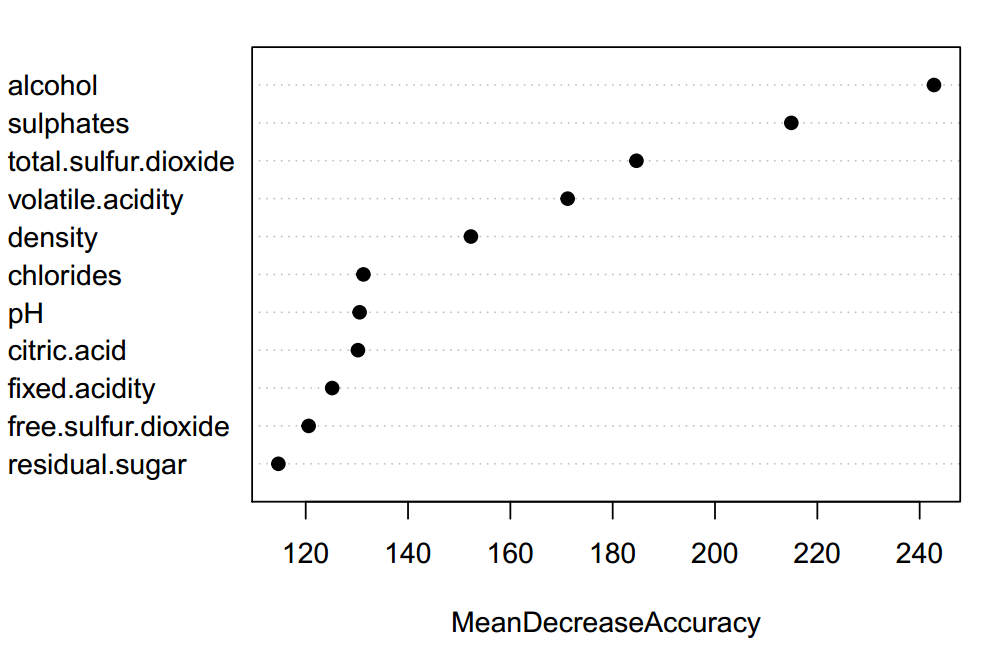 alcohol
sulphates
total.sulfur.dioxide
volatile.acidity
density
chlorides
pH
citric.acid
fixed.acidity
free.sulfur.dioxide
residual.sugar
120 140 160 180 200 220 240
MeanDecreaseAccuracy